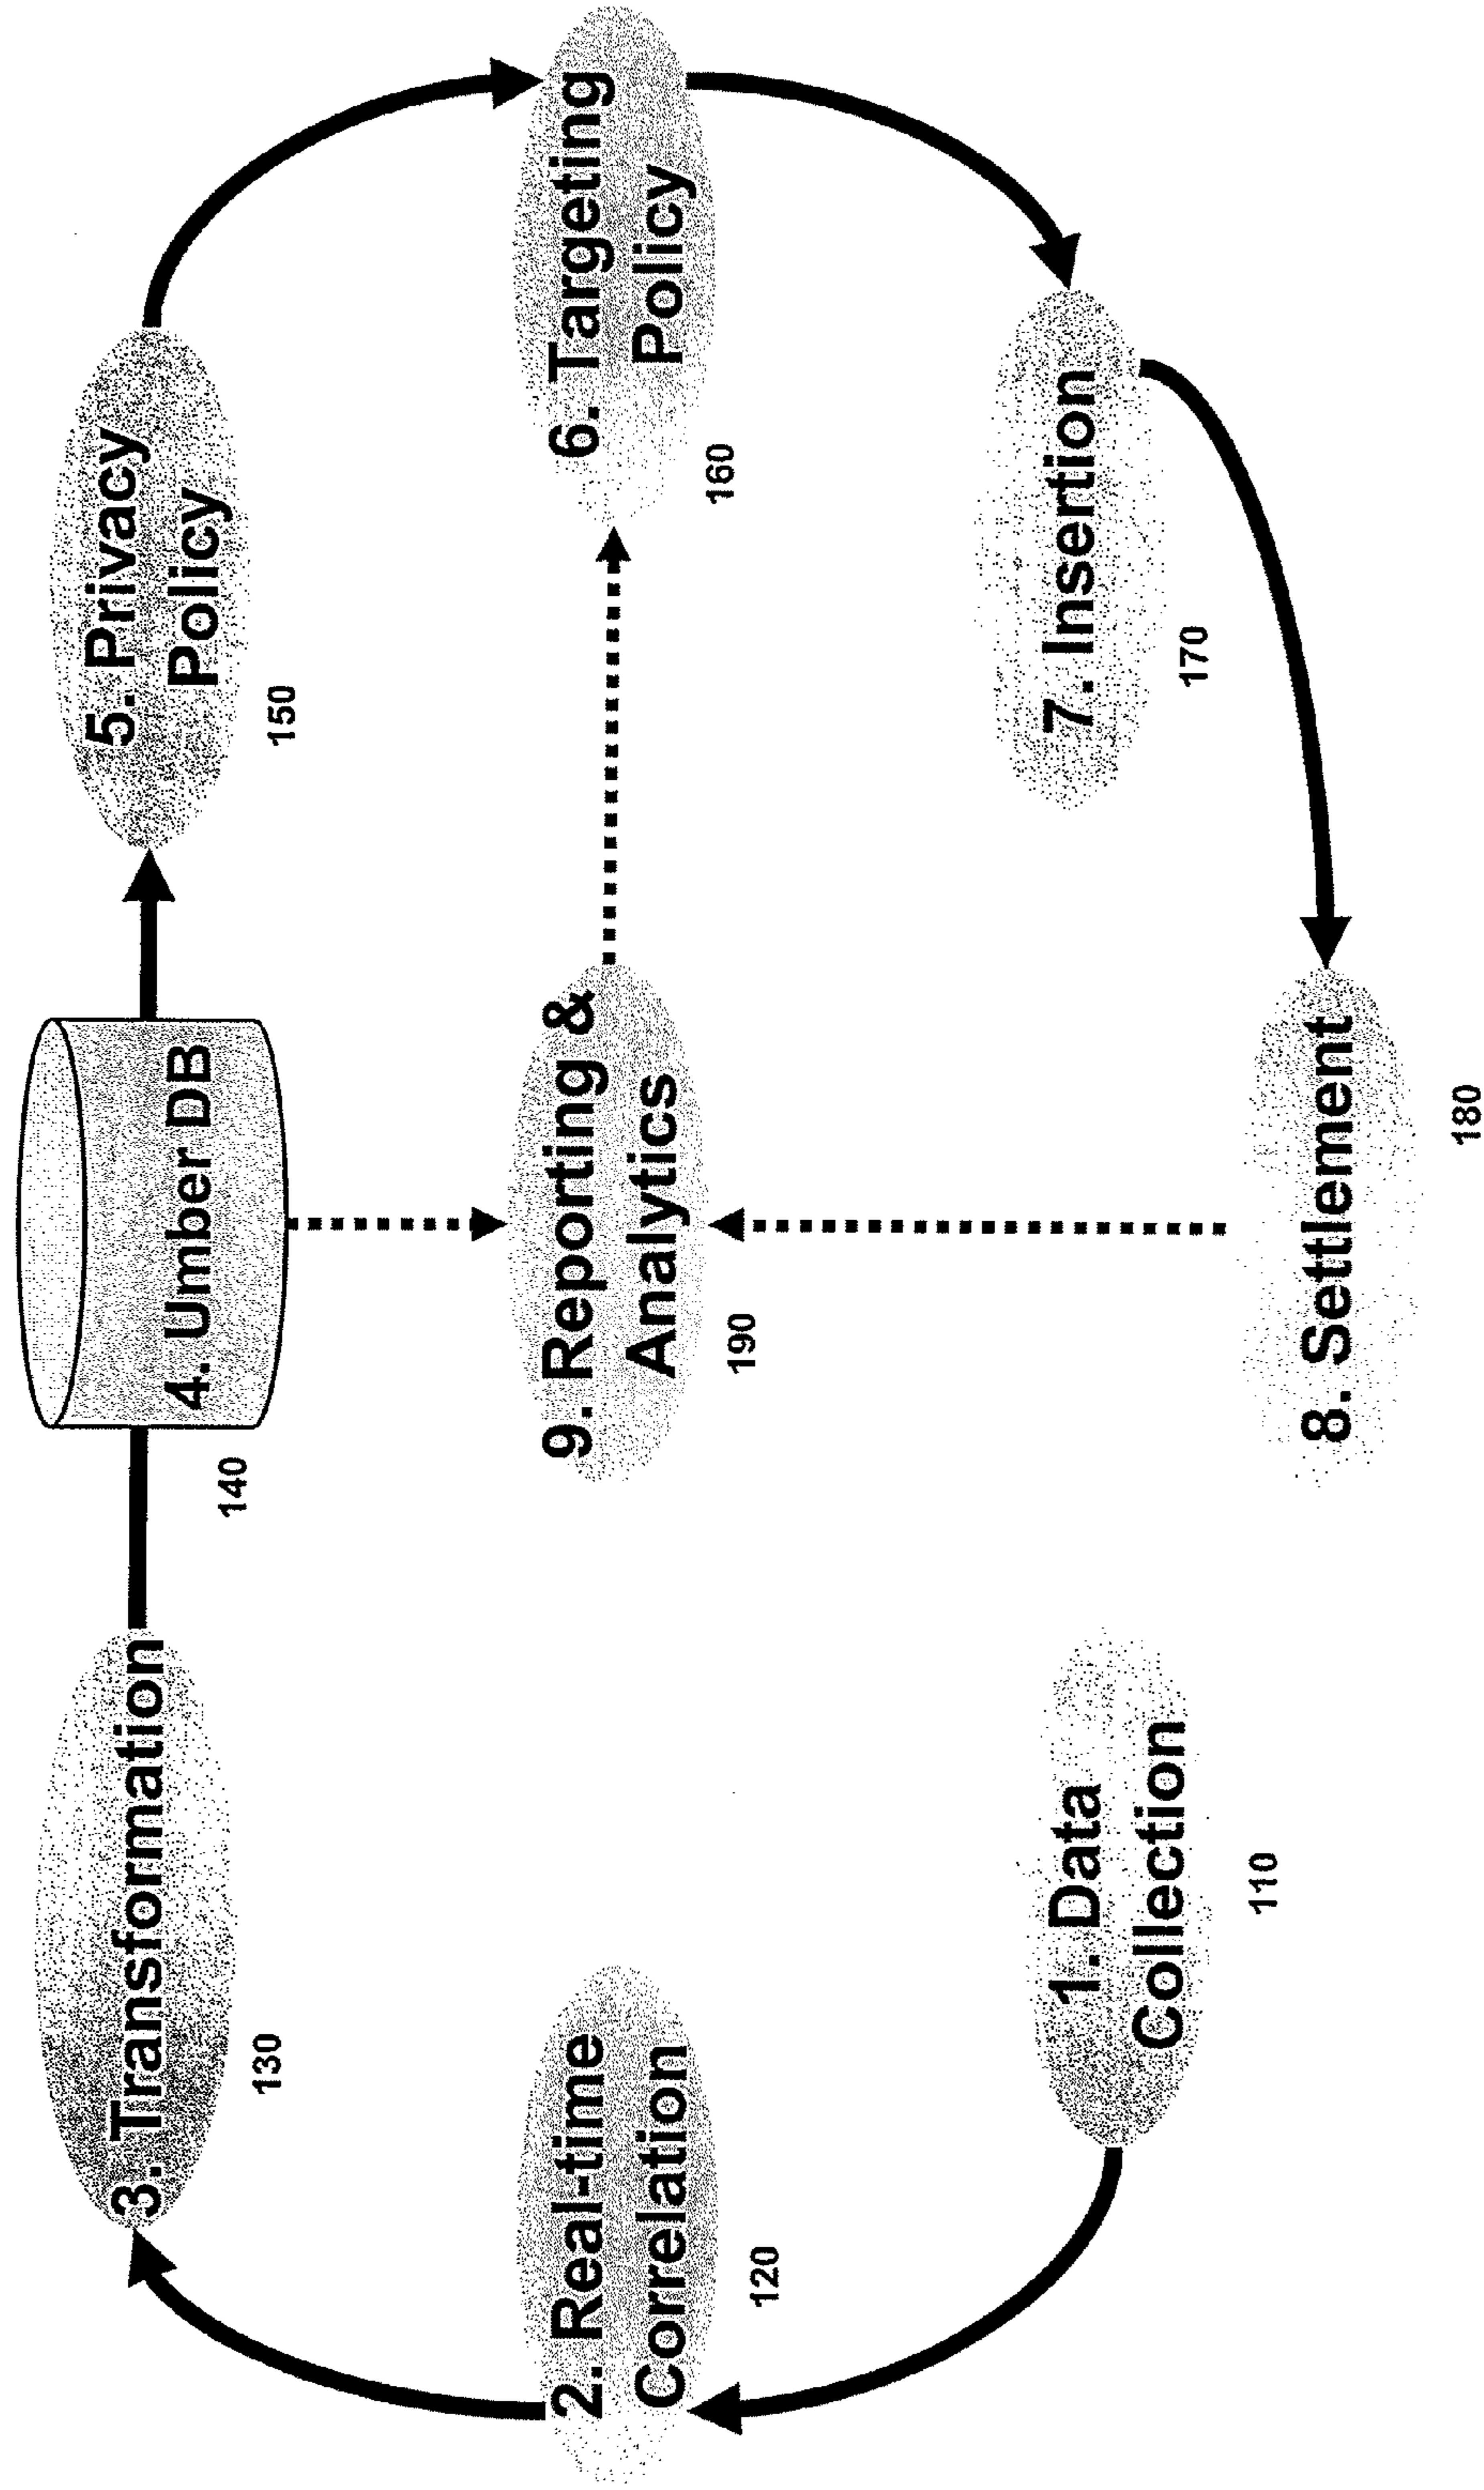 1. Data
Collection
110
2. Real-time
Correlation
120
3. Transformation
130
4. Umber DB
140
5. Privacy
Policy
150
6. Targeting
Policy
160
7. Insertion
170
8. Settlement
180
9. Reporting &
Analytics
190